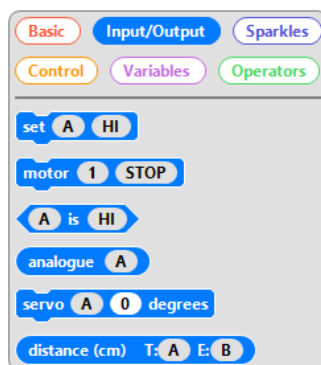 Basic Input/Output Sparkles
Control Variables Operators
set A HI
motor 1 STOP
A is HI
analogue A
servo A 0 degrees
distance (cm) T: A E: B